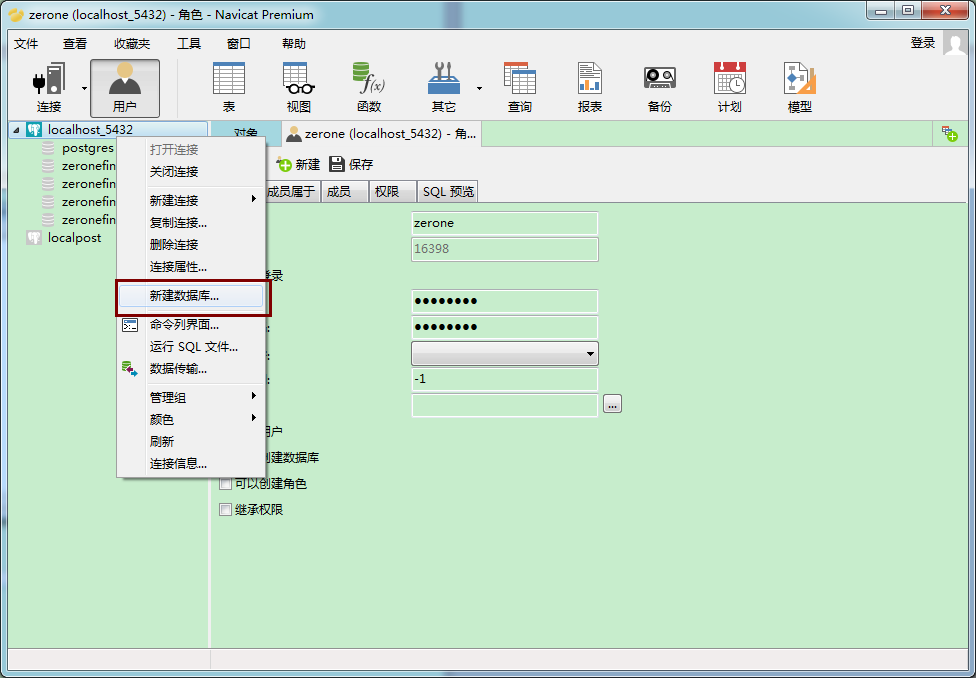 zerone (localhost_5432) - 角色 - Navicat Premium
文件 查看 收藏夹 工具 窗口 帮助 登录
连接 用户 表 视图 函数 其它 查询 报表 备份 计划 模型
localhost_5432
postgres
zeronefin
zeronefin
zeronefin
zeronefin
localpost
对象 zerone (localhost_5432) - 角...
新建 保存
成员属于 成员 权限 SQL 预览
zerone
16398
登录
-1
...
用户
创建数据库
可以创建角色
继承权限
打开连接
关闭连接
新建连接
复制连接...
删除连接
连接属性...
新建数据库...
命令列界面...
运行 SQL 文件...
数据传输...
管理组
颜色
刷新
连接信息...